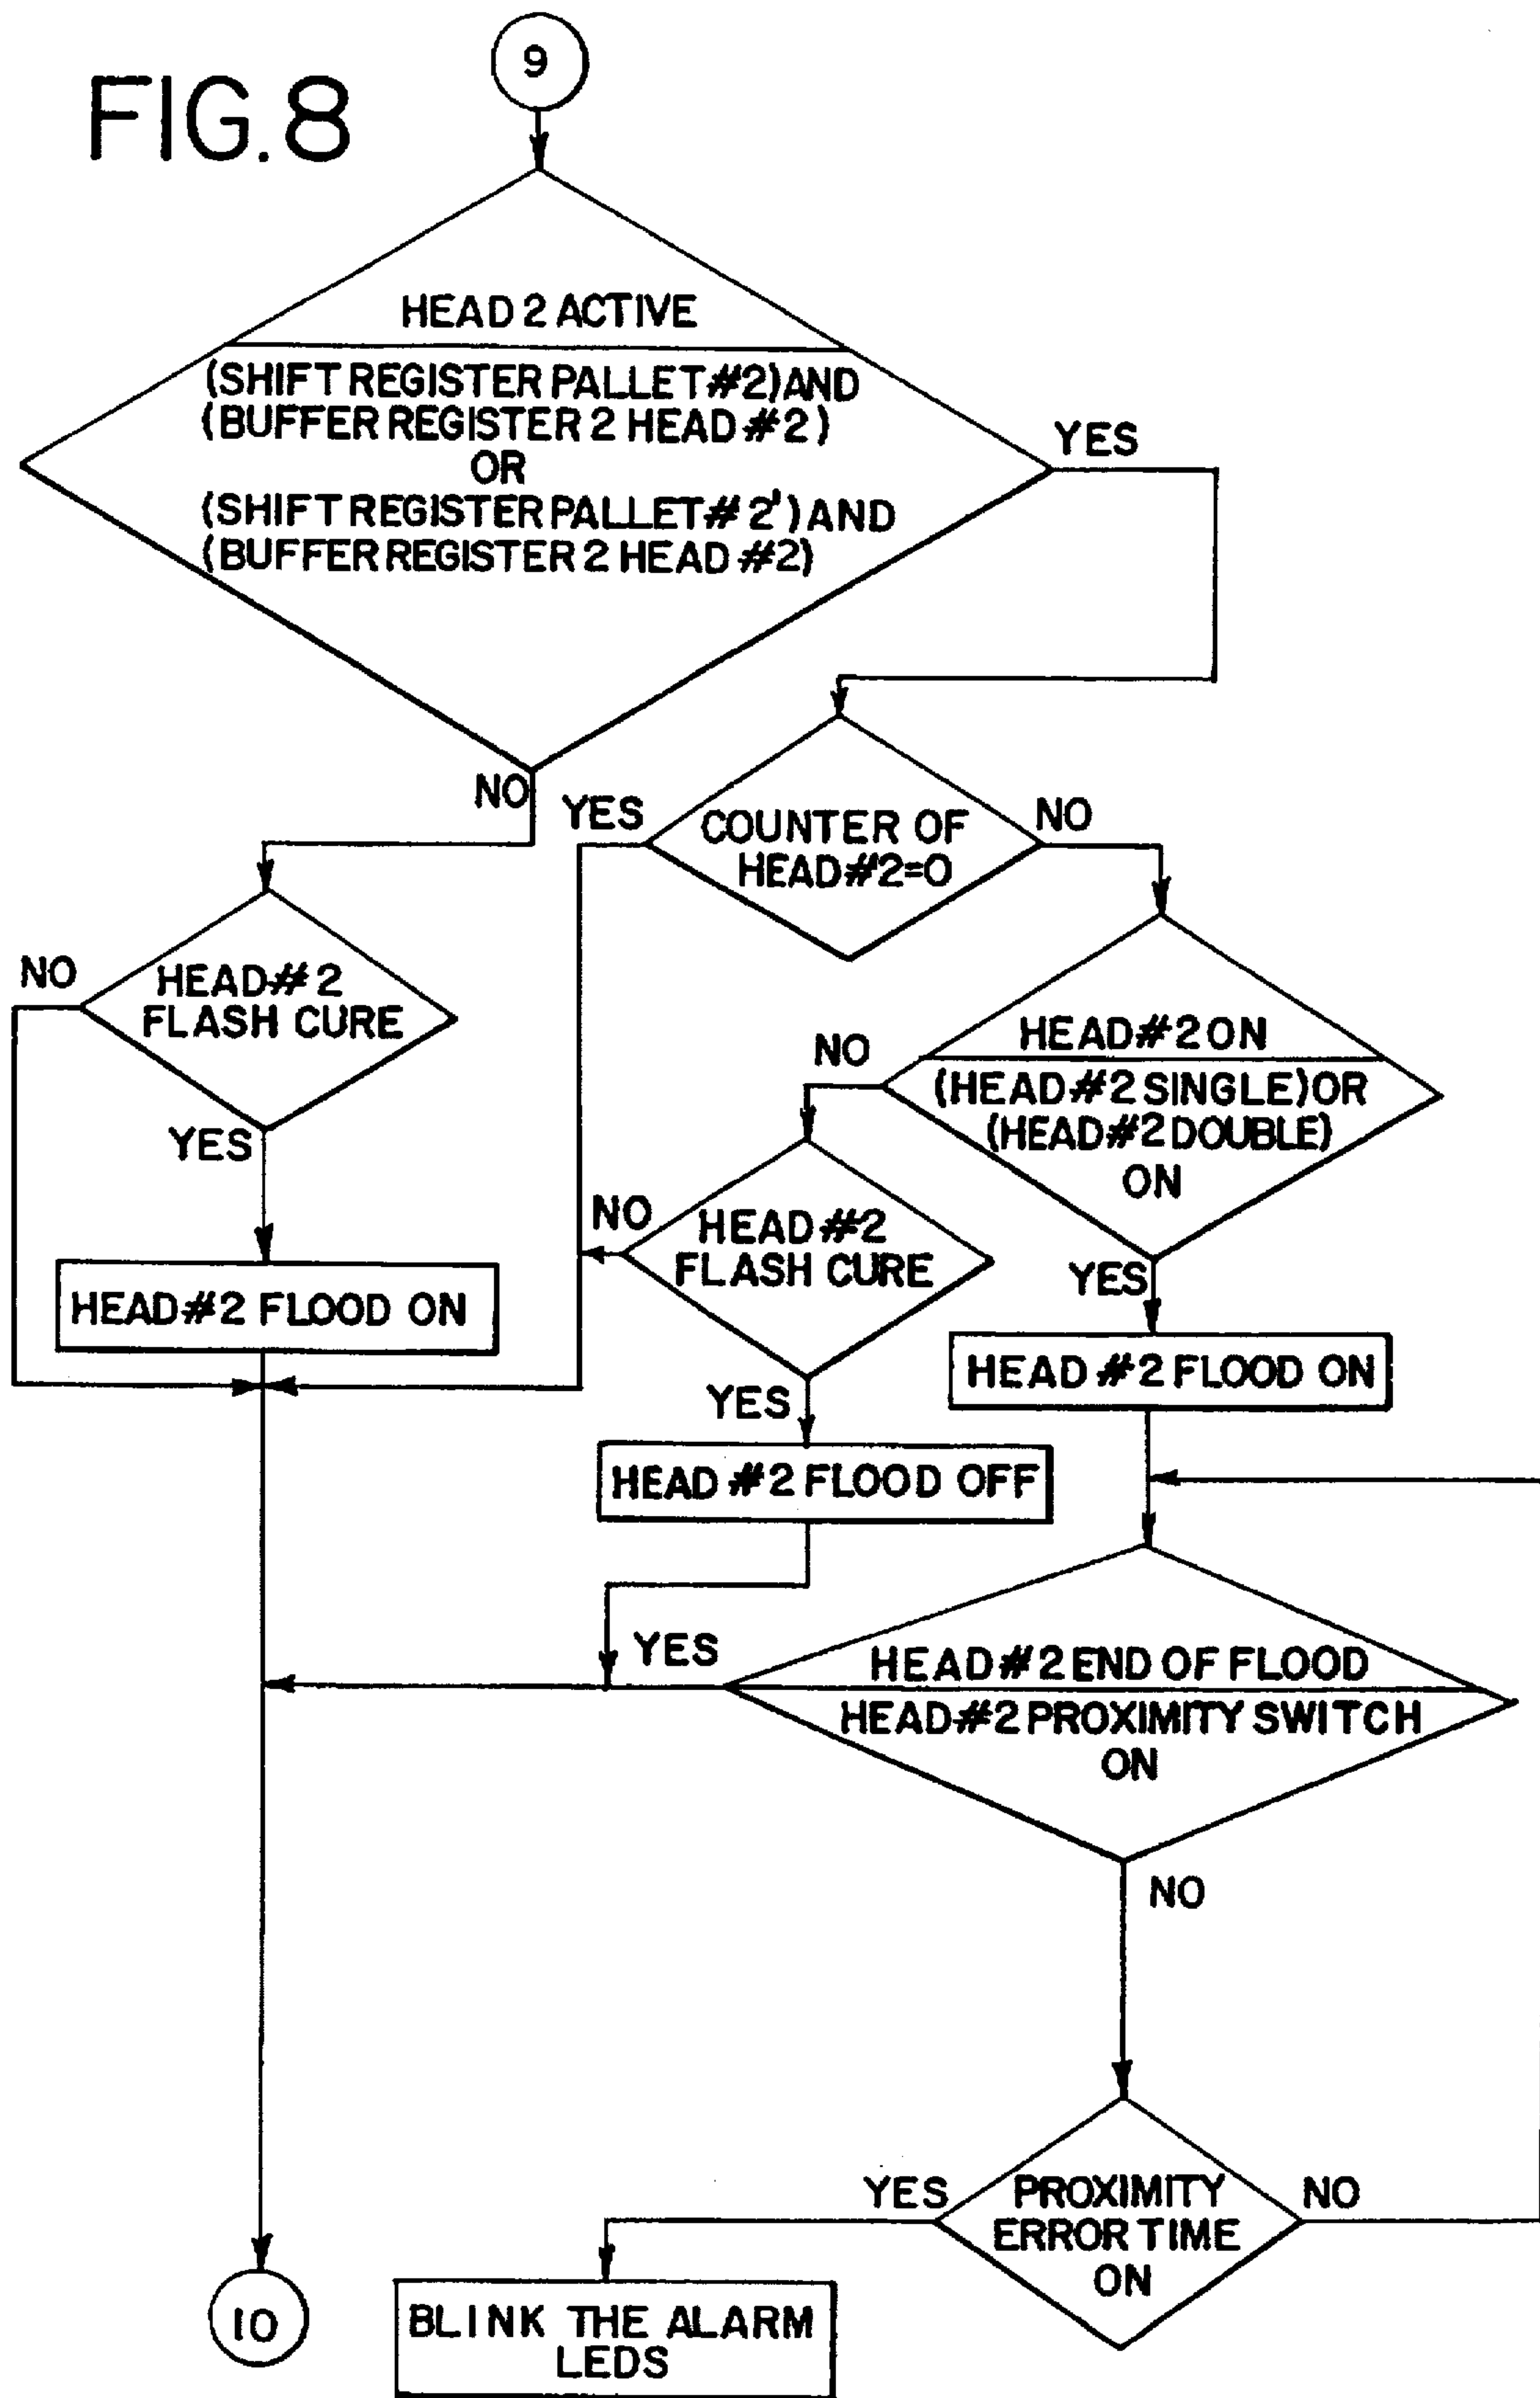 9
FIG. 8
HEAD 2 ACTIVE
(SHIFT REGISTER PALLET #2) AND
(BUFFER REGISTER 2 HEAD #2)
OR
(SHIFT REGISTER PALLET # 2') AND
(BUFFER REGISTER 2 HEAD #2)
YES
NO
YES
COUNTER OF
HEAD #2=0
NO
NO
HEAD #2
FLASH CURE
YES
HEAD #2 FLOOD ON
NO
HEAD #2 ON
(HEAD #2 SINGLE) OR
(HEAD #2 DOUBLE)
ON
YES
NO
HEAD #2
FLASH CURE
YES
HEAD #2 FLOOD ON
HEAD #2 FLOOD OFF
YES
HEAD #2 END OF FLOOD
HEAD #2 PROXIMITY SWITCH
ON
NO
YES
PROXIMITY
ERROR TIME
ON
NO
10
BLINK THE ALARM
LEDS